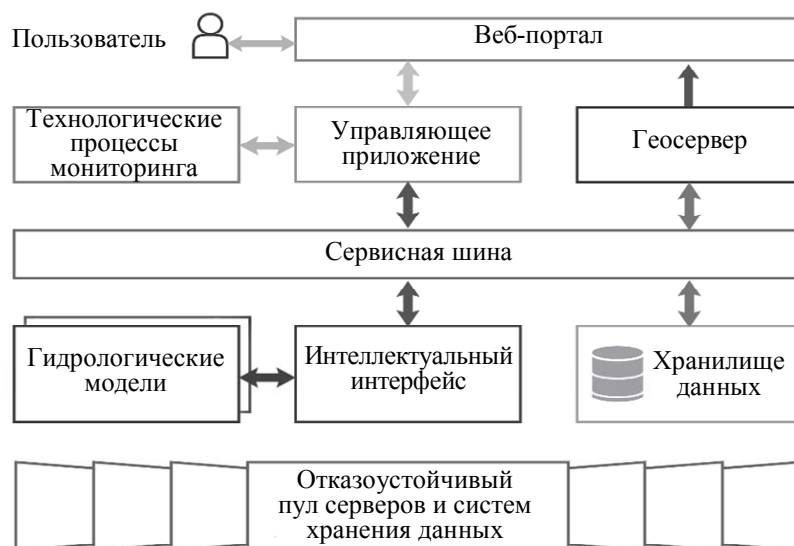 Пользователь
Веб-портал
Технологические
процессы
мониторинга
Управляющее
приложение
Геосервер
Сервисная шина
Гидрологические
модели
Интеллектуальный
интерфейс
Хранилище
данных
Отказоустойчивый
пул серверов и систем
хранения данных